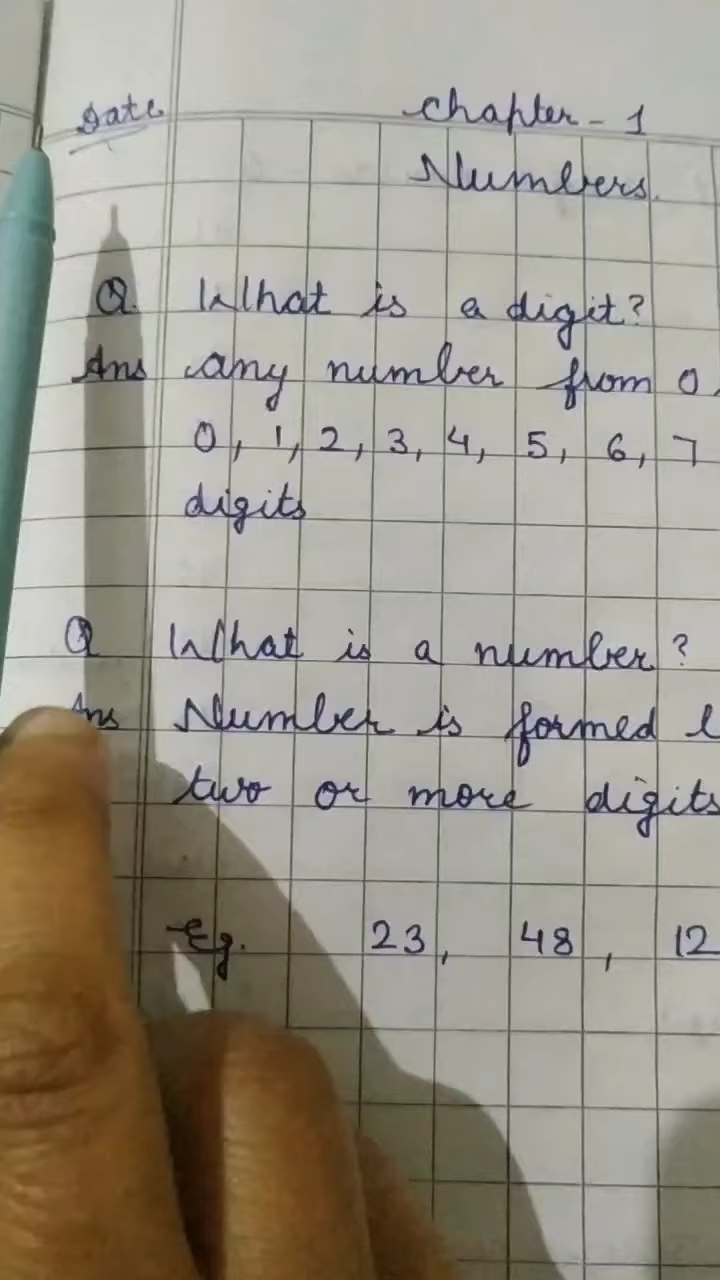 Date
Chapter - 1
Numbers.
Q. What is a digit?
Ans any number from 0
0, 1, 2, 3, 4, 5, 6, 7
digits
Q What is a number?
Ans Number is formed
two or more digits
Eg. 23, 48, 12